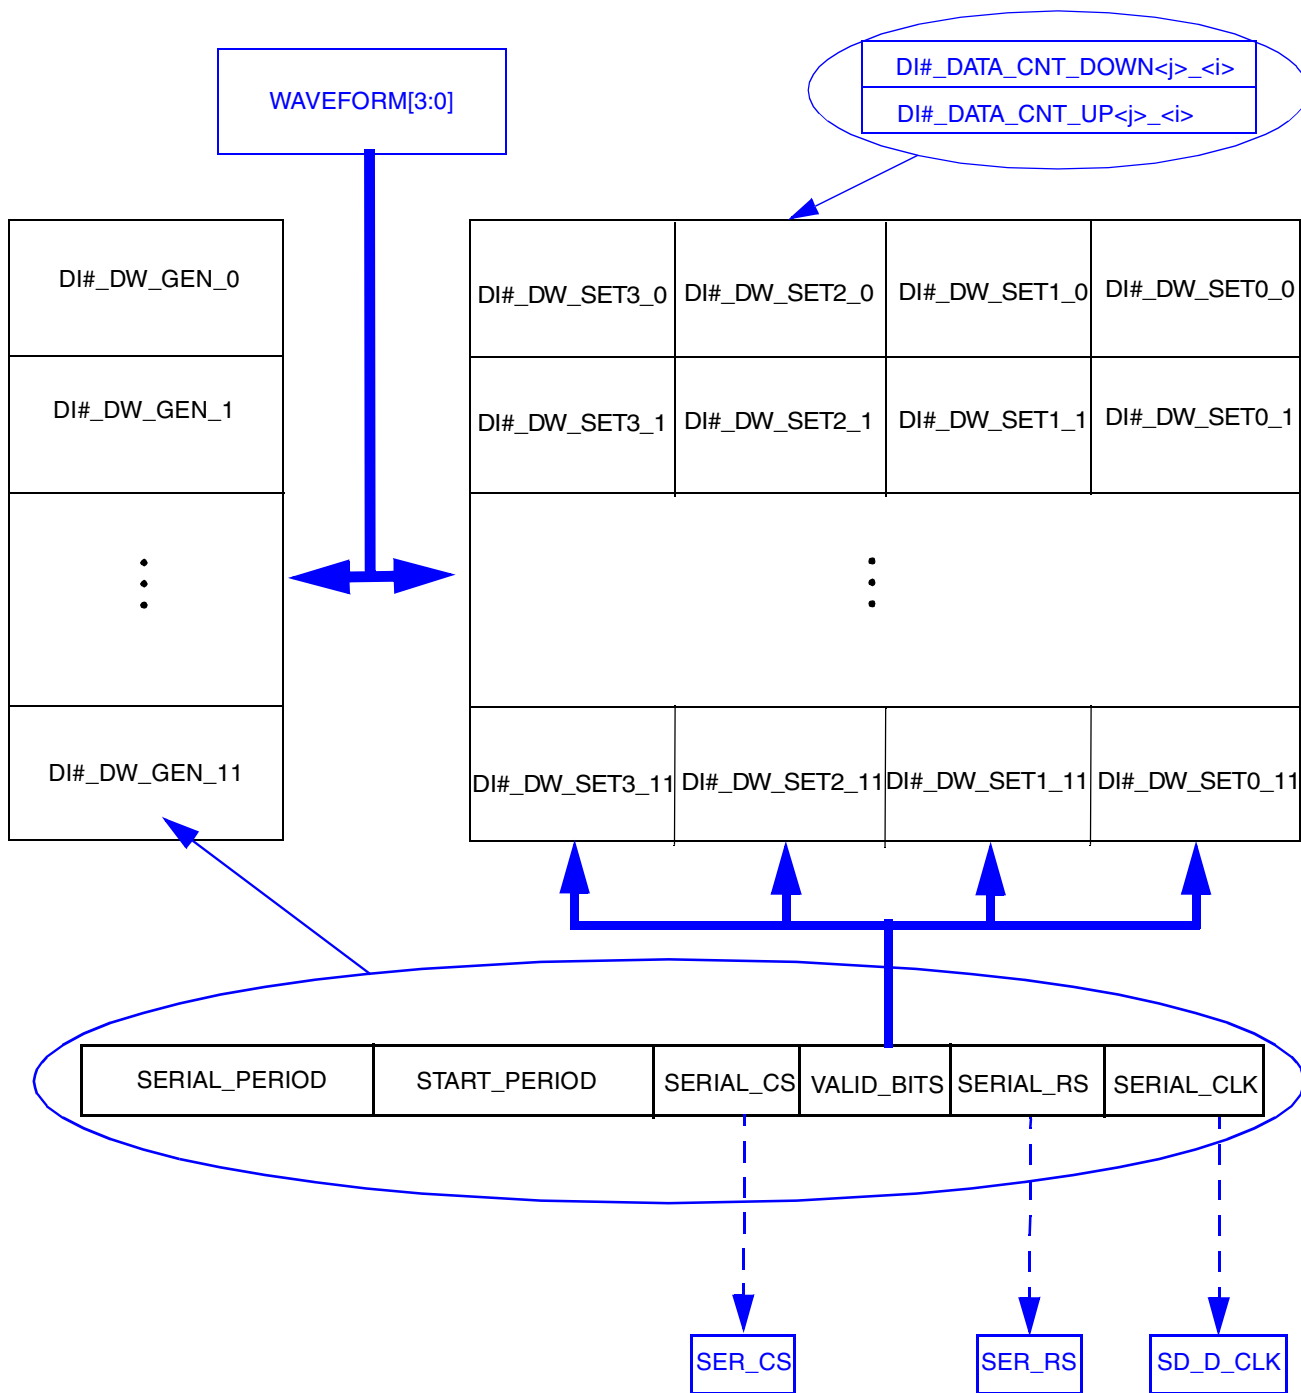 DI#_DATA_CNT_DOWN<j>_<i>
WAVEFORM[3:0]
DI#_DATA_CNT_UP<j>_<i>
DI#_DW_GEN_0
DI#_DW_SET3_0 DI#_DW_SET2_0 DI#_DW_SET1_0 DI#_DW_SET0_0
DI#_DW_GEN_1
DI#_DW_SET3_1 DI#_DW_SET2_1 DI#_DW_SET1_1 DI#_DW_SET0_1
DI#_DW_GEN_11
DI#_DW_SET3_11 DI#_DW_SET2_11 DI#_DW_SET1_11 DI#_DW_SET0_11
SERIAL_PERIOD START_PERIOD SERIAL_CS VALID_BITS SERIAL_RS SERIAL_CLK
SER_CS SER_RS SD_D_CLK